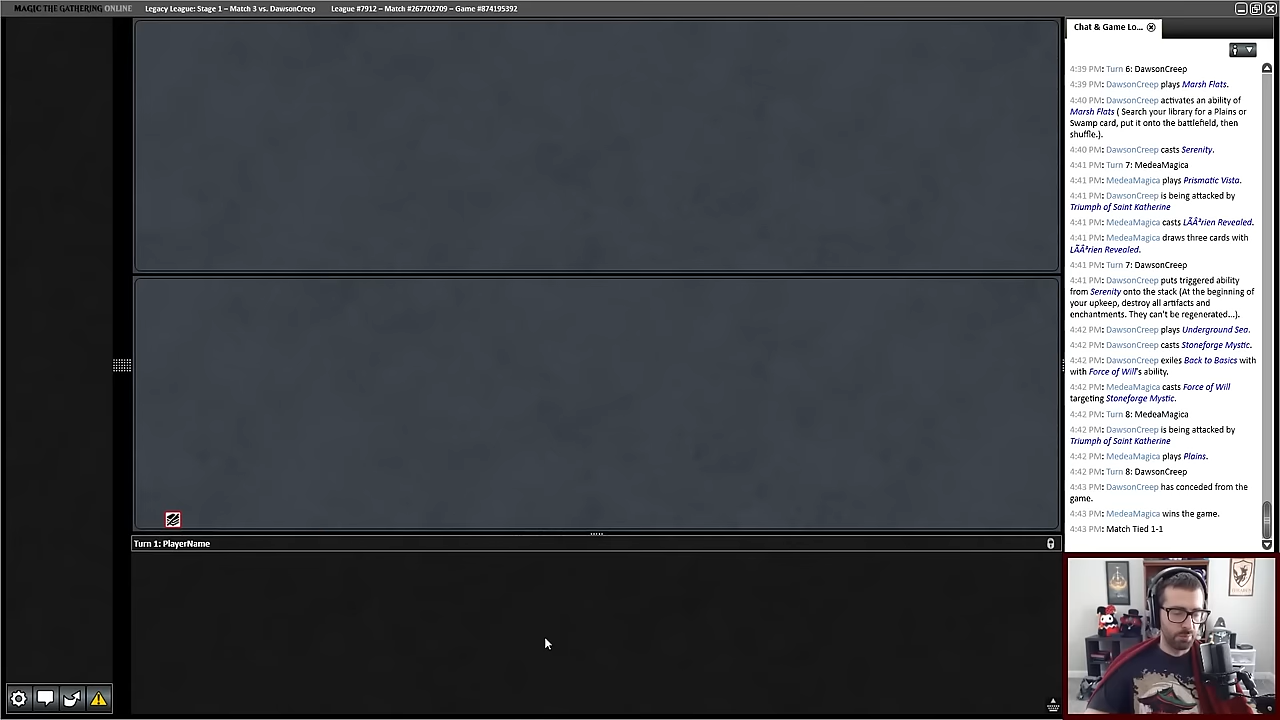 MAGIC THE GATHERING ONLINE Legacy League: Stage 1 – Match 3 vs. DawsonCreep League #7912 – Match #267702709 – Game #874195392
Chat & Game Lo...
4:39 PM: Turn 6: DawsonCreep
4:39 PM: DawsonCreep plays Marsh Flats.
4:40 PM: DawsonCreep activates an ability of
Marsh Flats ( Search your library for a Plains or
Swamp card, put it onto the battlefield, then
shuffle.).
4:40 PM: DawsonCreep casts Serenity.
4:41 PM: Turn 7: MedeaMagica
4:41 PM: MedeaMagica plays Prismatic Vista.
4:41 PM: DawsonCreep is being attacked by
Triumph of Saint Katherine
4:41 PM: MedeaMagica casts LÃÂ³rien Revealed.
4:41 PM: MedeaMagica draws three cards with
LÃÂ³rien Revealed.
4:41 PM: Turn 7: DawsonCreep
4:41 PM: DawsonCreep puts triggered ability
from Serenity onto the stack (At the beginning of
your upkeep, destroy all artifacts and
enchantments. They can't be regenerated...).
4:42 PM: DawsonCreep plays Underground Sea.
4:42 PM: DawsonCreep casts Stoneforge Mystic.
4:42 PM: DawsonCreep exiles Back to Basics with
with Force of Will's ability.
4:42 PM: MedeaMagica casts Force of Will
targeting Stoneforge Mystic.
4:42 PM: Turn 8: MedeaMagica
4:42 PM: DawsonCreep is being attacked by
Triumph of Saint Katherine
4:42 PM: MedeaMagica plays Plains.
4:42 PM: Turn 8: DawsonCreep
4:43 PM: DawsonCreep has conceded from the
game.
4:43 PM: MedeaMagica wins the game.
4:43 PM: Match Tied 1-1
Turn 1: PlayerName